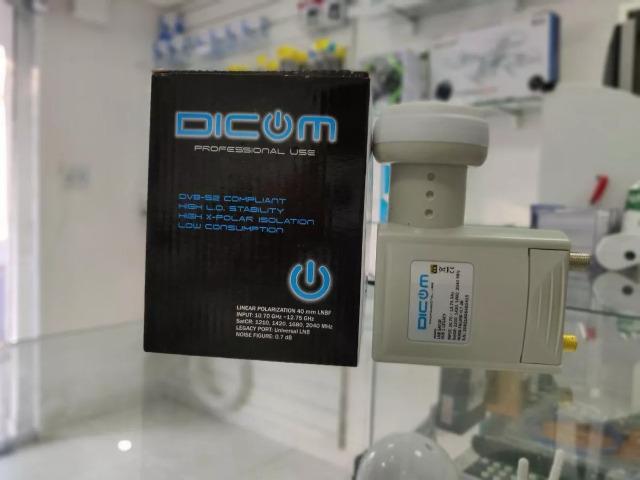 DICOM
PROFESSIONAL USE
DVB-S2 COMPLIANT
HIGH L.O. STABILITY
HIGH X-POLAR ISOLATION
LOW CONSUMPTION
LINEAR POLARIZATION 40 mm LNBF
INPUT: 10.70 GHz ~12.75 GHz
SatCR: 1210, 1420, 1680, 2040 MHz
LEGACY PORT: Universal LNB
NOISE FIGURE: 0.7 dB
DICOM